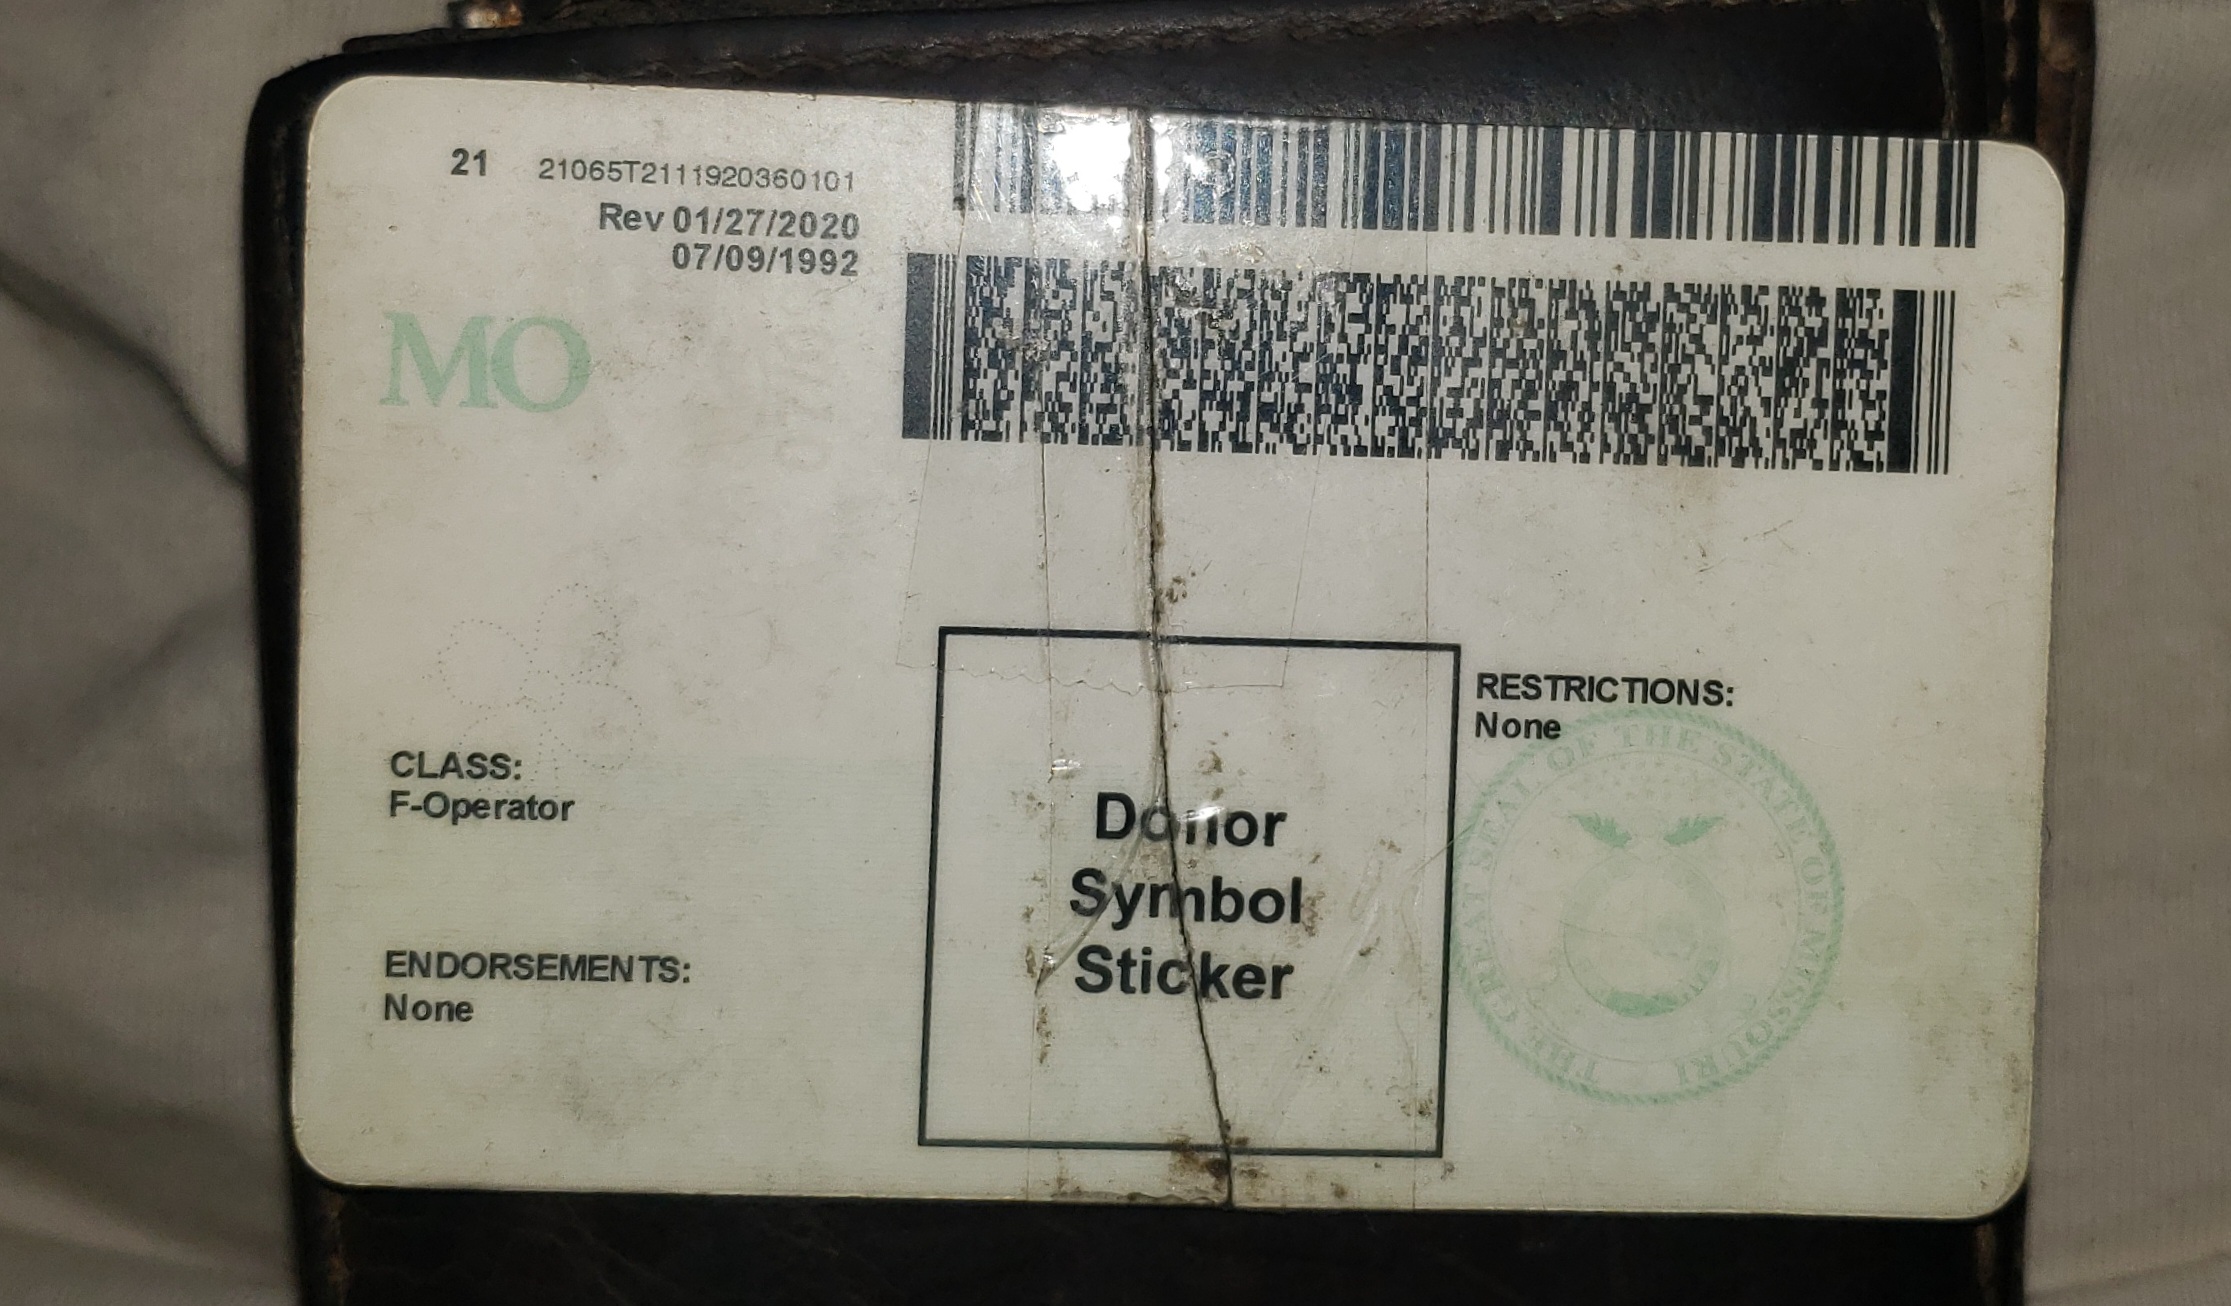 21 21065T2111920360101
Rev 01/27/2020
07/09/1992
MO
CLASS:
F-Operator
ENDORSEMENTS:
None
Donor
Symbol
Sticker
RESTRICTIONS:
None
THE GREAT SEAL OF THE STATE OF MISSOURI